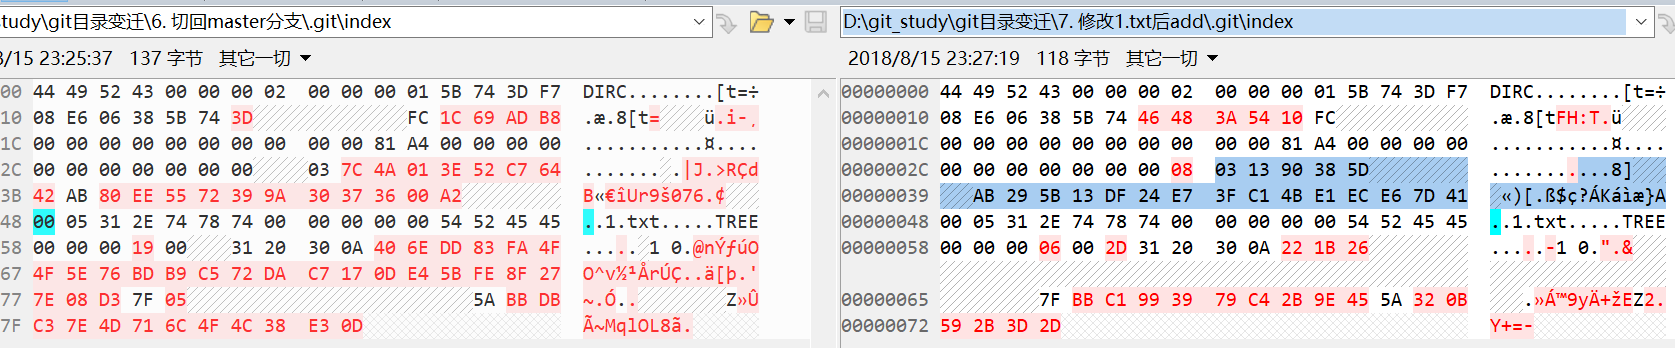 study\git目录变迁\6. 切回master分支\.git\index
D:\git_study\git目录变迁\7. 修改1.txt后add\.git\index
8/15 23:25:37 137 字节 其它一切
2018/8/15 23:27:19 118 字节 其它一切
00 44 49 52 43 00 00 00 02 00 00 00 01 5B 74 3D F7 DIRC........[t=÷
00000000 44 49 52 43 00 00 00 02 00 00 00 01 5B 74 3D F7 DIRC........[t=÷
10 08 E6 06 38 5B 74 3D FC 1C 69 AD B8 .æ.8[t= ü.i-¸
00000010 08 E6 06 38 5B 74 46 48 3A 54 10 FC .æ.8[tFH:T.ü
1C 00 00 00 00 00 00 00 00 00 00 81 A4 00 00 00 00 ...........¤....
0000001C 00 00 00 00 00 00 00 00 00 00 81 A4 00 00 00 00 ...........¤....
2C 00 00 00 00 00 00 00 00 03 7C 4A 01 3E 52 C7 64 ........ .|J.>RÇd
0000002C 00 00 00 00 00 00 00 08 03 13 90 38 5D ...........8]
3B 42 AB 80 EE 55 72 39 9A 30 37 36 00 A2 B«€îUr9š076.¢
00000039 AB 29 5B 13 DF 24 E7 3F C1 4B E1 EC E6 7D 41 «)[.ß$ç?ÁKáìæ}A
48 00 05 31 2E 74 78 74 00 00 00 00 00 54 52 45 45 ..1.txt.....TREE
00000048 00 05 31 2E 74 78 74 00 00 00 00 00 54 52 45 45 ..1.txt.....TREE
58 00 00 00 19 00 31 20 30 0A 40 6E DD 83 FA 4F ..... 1 0.@nÝƒúO
00000058 00 00 00 06 00 2D 31 20 30 0A 22 1B 26 .....-1 0.".&
67 4F 5E 76 BD B9 C5 72 DA C7 17 0D E4 5B FE 8F 27 O^v½¹ÅrÚÇ..ä[þ.'
77 7E 08 D3 7F 05 5A BB DB ~.Ó.. Z»Û
00000065 7F BB C1 99 39 79 C4 2B 9E 45 5A 32 0B .»Á™9yÄ+žEZ2.
7F C3 7E 4D 71 6C 4F 4C 38 E3 0D Ã~MqlOL8ã.
00000072 59 2B 3D 2D Y+=-